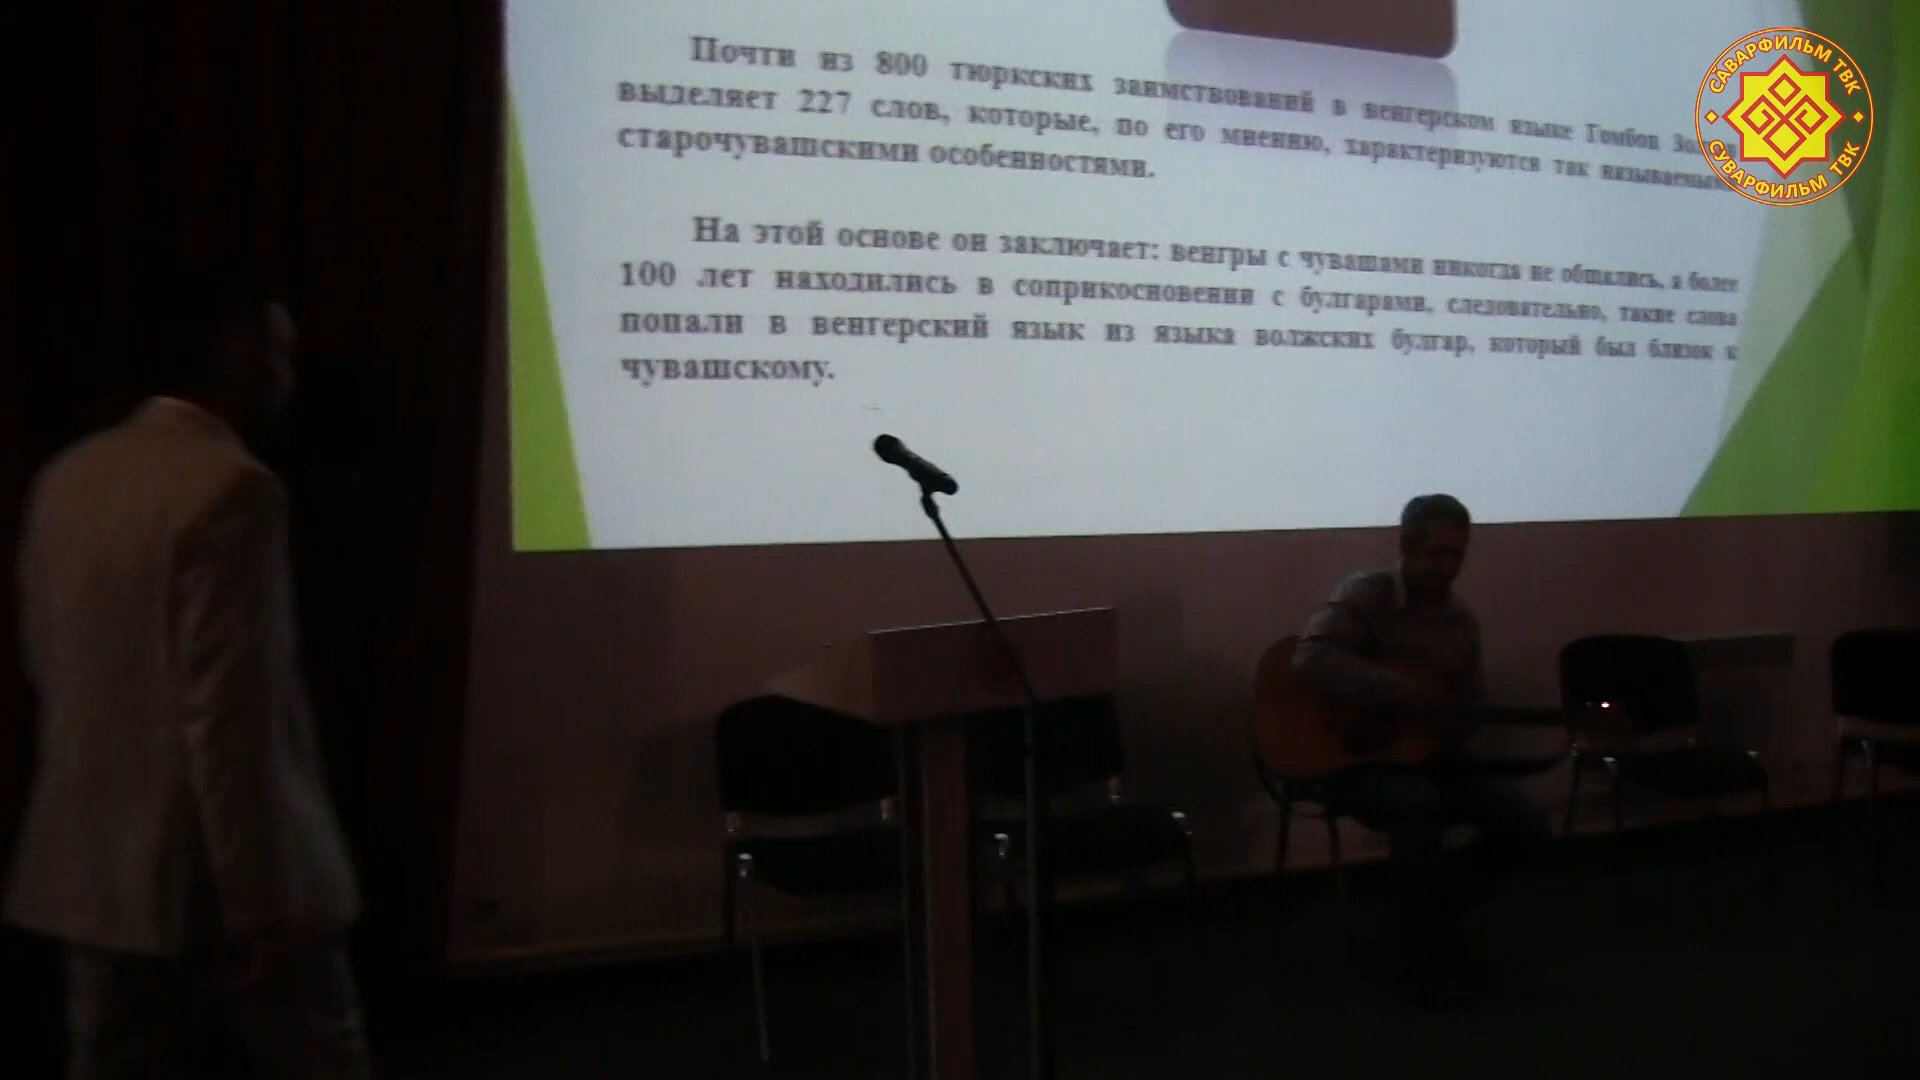 Почти из 800 тюркских заимствований в венгерском языке Гомбоц
выделяет 227 слов, которые, по его мнению, характеризуются так называемыми
старочувашскими особенностями.
На этой основе он заключает: венгры с чувашами никогда не общались, а более
100 лет находились в соприкосновении с булгарами, следовательно, такие слова
попали в венгерский язык из языка волжских булгар, который был близок к
чувашскому.
СӐВАРФИЛЬМ ТВК
СУВАРФИЛЬМ ТВК